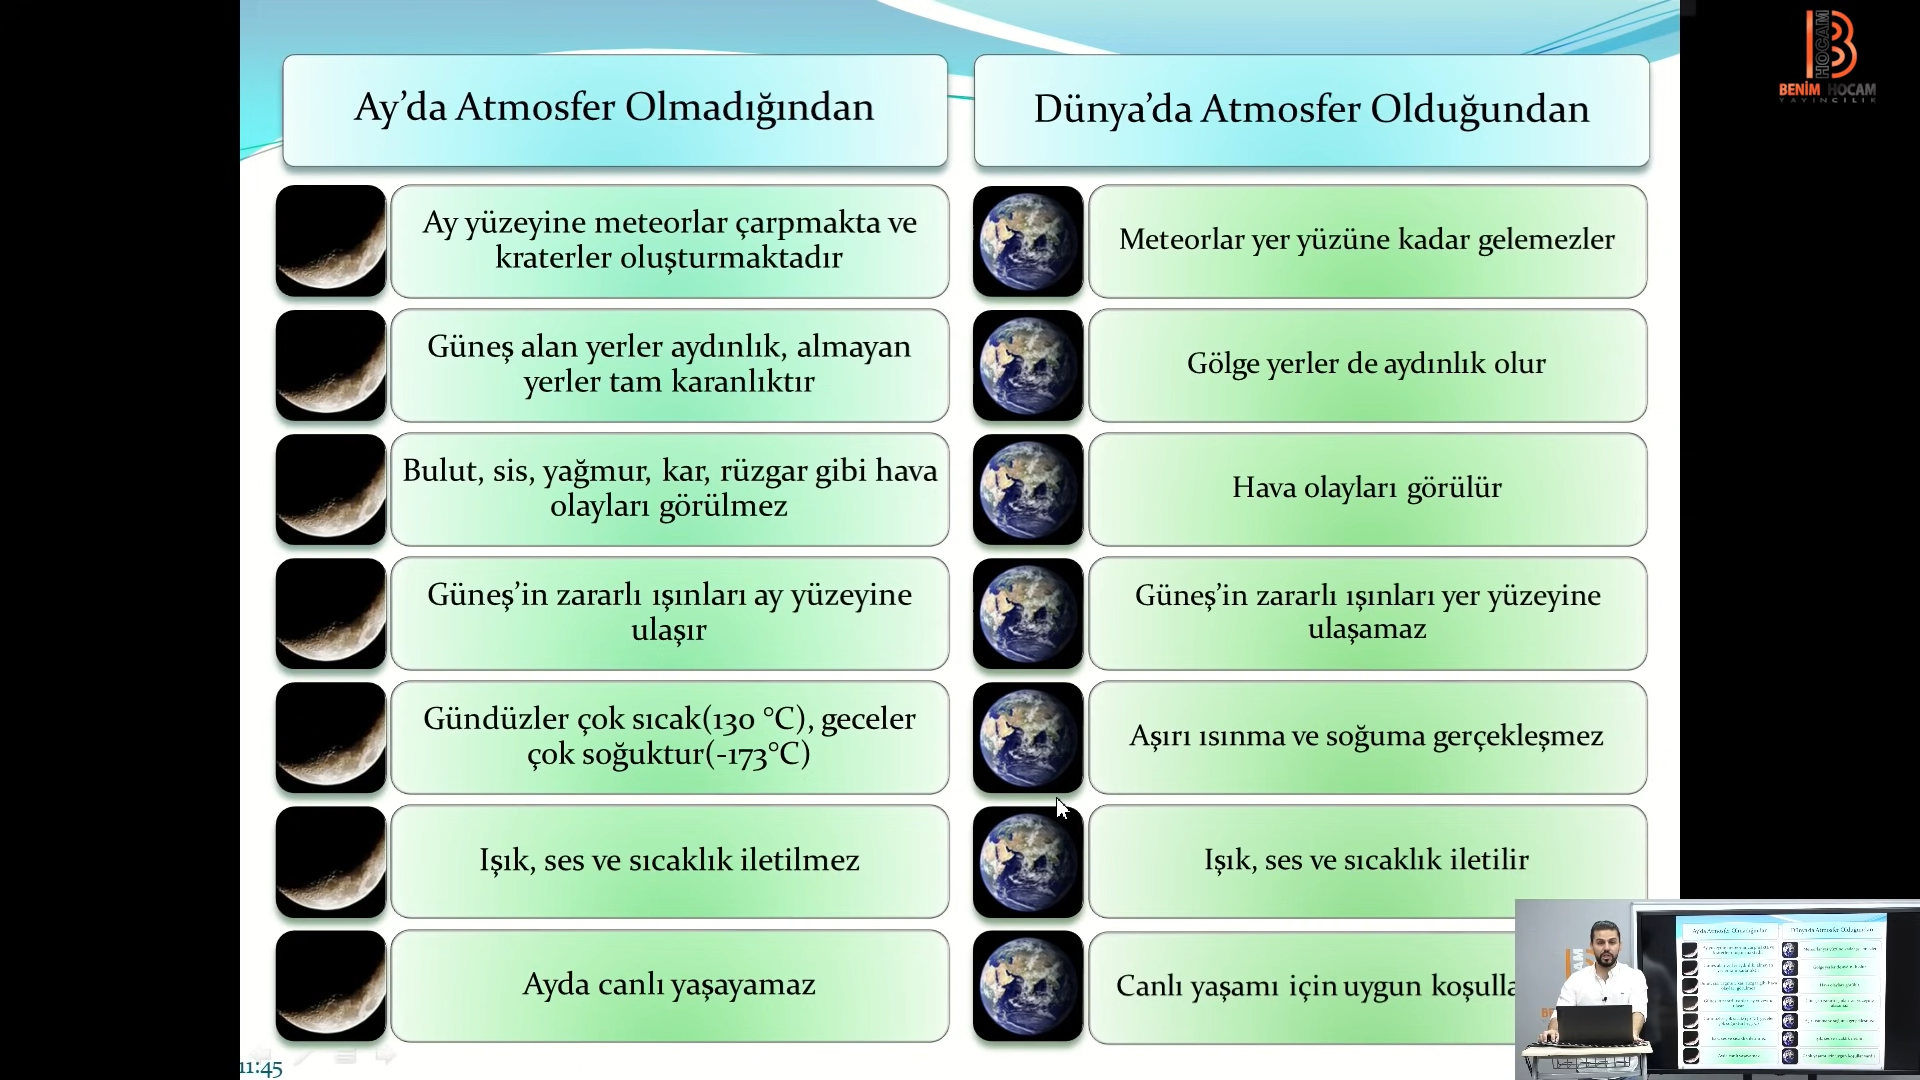 Ay’da Atmosfer Olmadığından
Ay yüzeyine meteorlar çarpmakta ve
kraterler oluşturmaktadır
Güneş alan yerler aydınlık, almayan
yerler tam karanlıktır
Bulut, sis, yağmur, kar, rüzgar gibi hava
olayları görülmez
Güneş’in zararlı ışınları ay yüzeyine
ulaşır
Gündüzler çok sıcak(130 °C), geceler
çok soğuktur(-173°C)
Işık, ses ve sıcaklık iletilmez
Ayda canlı yaşayamaz
Dünya’da Atmosfer Olduğundan
Meteorlar yer yüzüne kadar gelemezler
Gölge yerler de aydınlık olur
Hava olayları görülür
Güneş’in zararlı ışınları yer yüzeyine
ulaşamaz
Aşırı ısınma ve soğuma gerçekleşmez
Işık, ses ve sıcaklık iletilir
Canlı yaşamı için uygun
11:45
HOCAM
BENİM HOCAM
YAYINCILIK